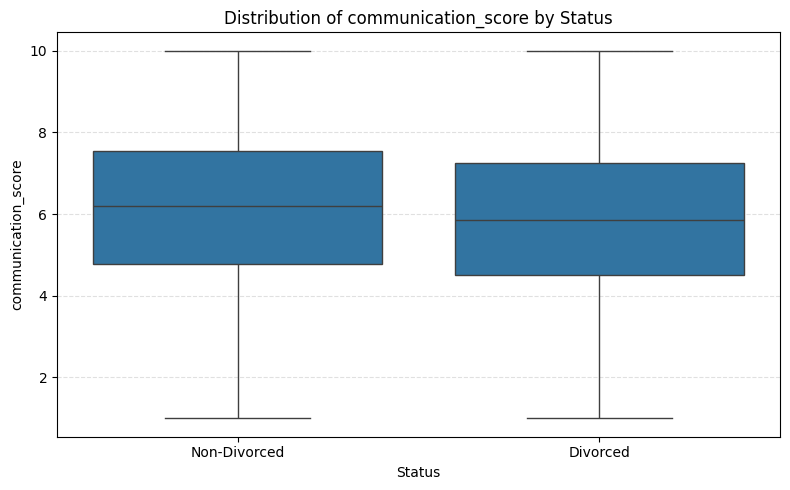 Distribution of communication_score by Status
communication_score
10
8
6
4
2
Non-Divorced Divorced
Status